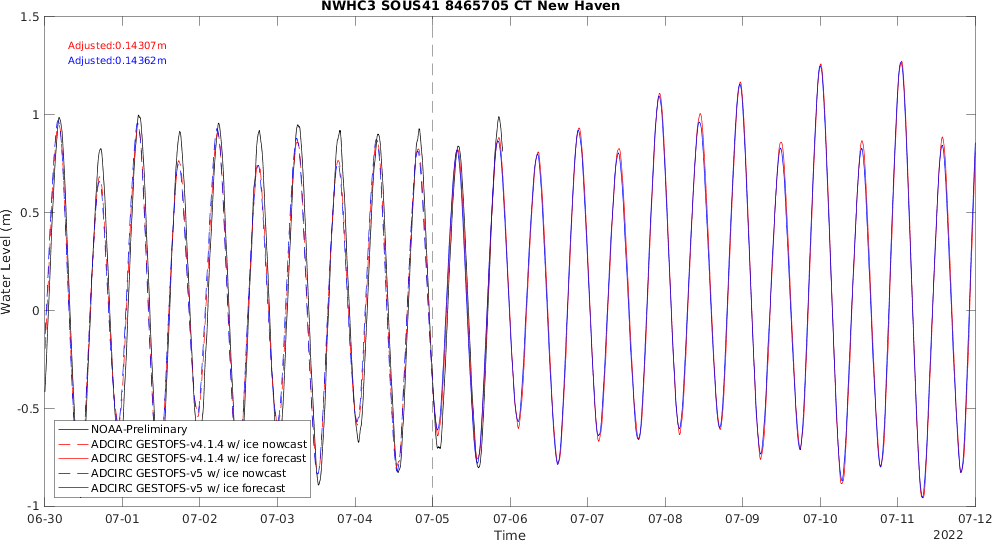 NWHC3 SOUS41 8465705 CT New Haven
1.5
Adjusted:0.14307m
Adjusted:0.14362m
1
0.5
Water Level (m)
0
-0.5
NOAA-Preliminary
ADCIRC GESTOFS-v4.1.4 w/ ice nowcast
ADCIRC GESTOFS-v4.1.4 w/ ice forecast
ADCIRC GESTOFS-v5 w/ ice nowcast
ADCIRC GESTOFS-v5 w/ ice forecast
-1
06-30 07-01 07-02 07-03 07-04 07-05 07-06 07-07 07-08 07-09 07-10 07-11 07-12
Time
2022